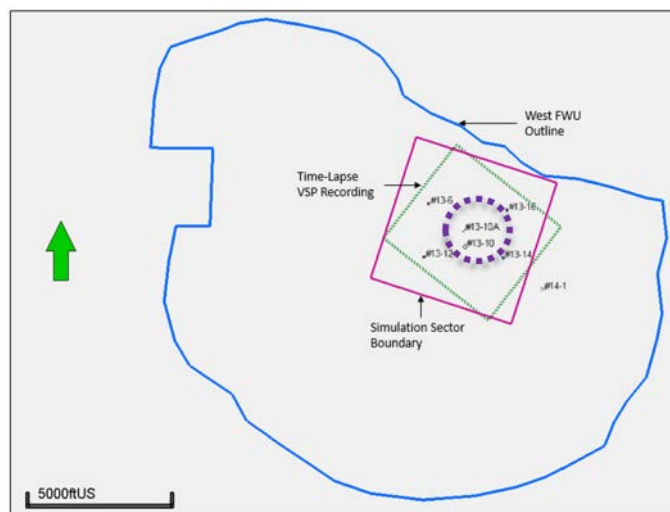 West FWU
Outline
Time-Lapse
VSP Recording
#13-6
#13-16
#13-10A
#13-10
#13-12
#13-14
#14-1
Simulation Sector
Boundary
5000ftUS